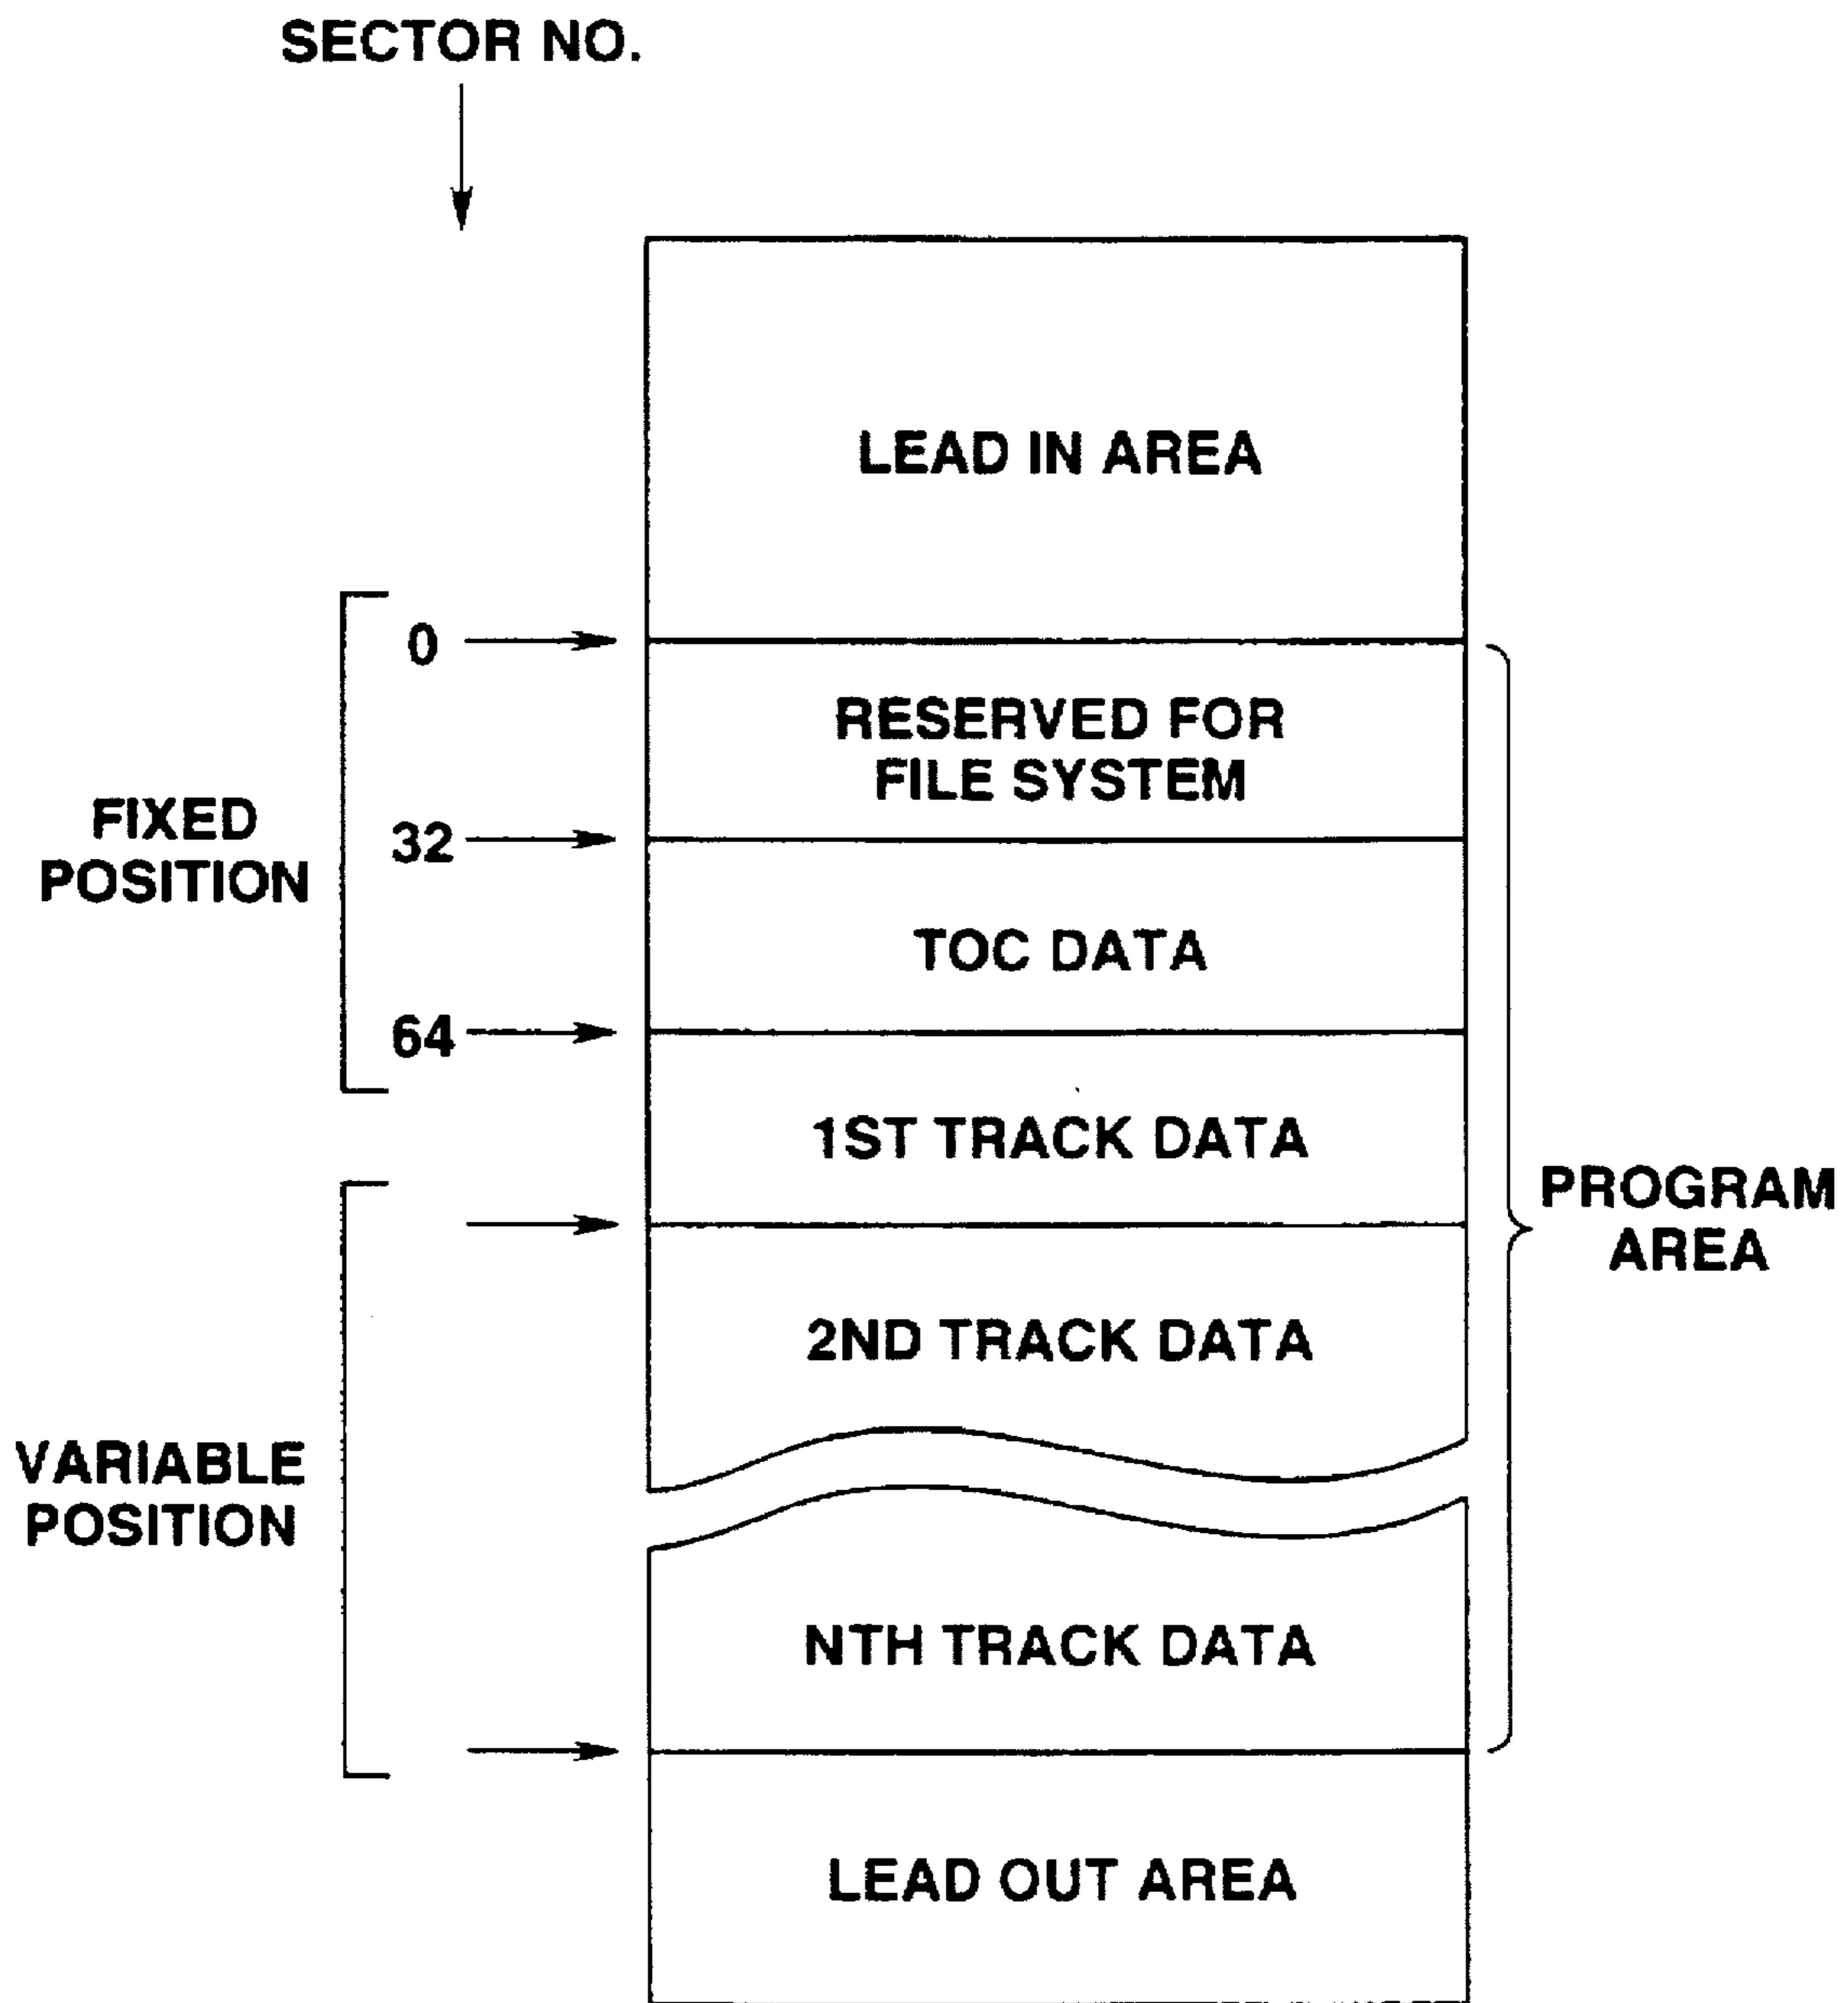 SECTOR NO.
LEAD IN AREA
0
RESERVED FOR
FILE SYSTEM
FIXED
POSITION
32
TOC DATA
64
1ST TRACK DATA
PROGRAM
AREA
2ND TRACK DATA
VARIABLE
POSITION
NTH TRACK DATA
LEAD OUT AREA